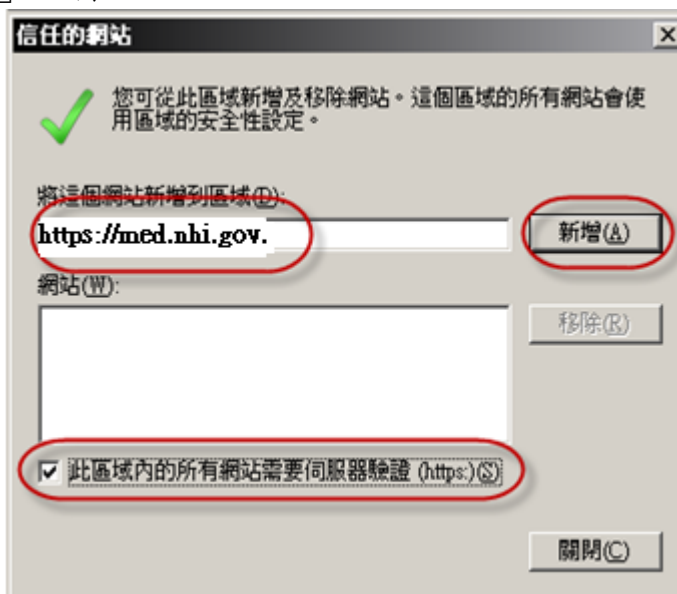 信任的網站
您可從此區域新增及移除網站。這個區域的所有網站會使
用區域的安全性設定。
將這個網站新增到區域(D):
https://med.nhi.gov.
新增(A)
網站(W):
移除(R)
此區域內的所有網站需要伺服器驗證 (https:)(S)
關閉(C)